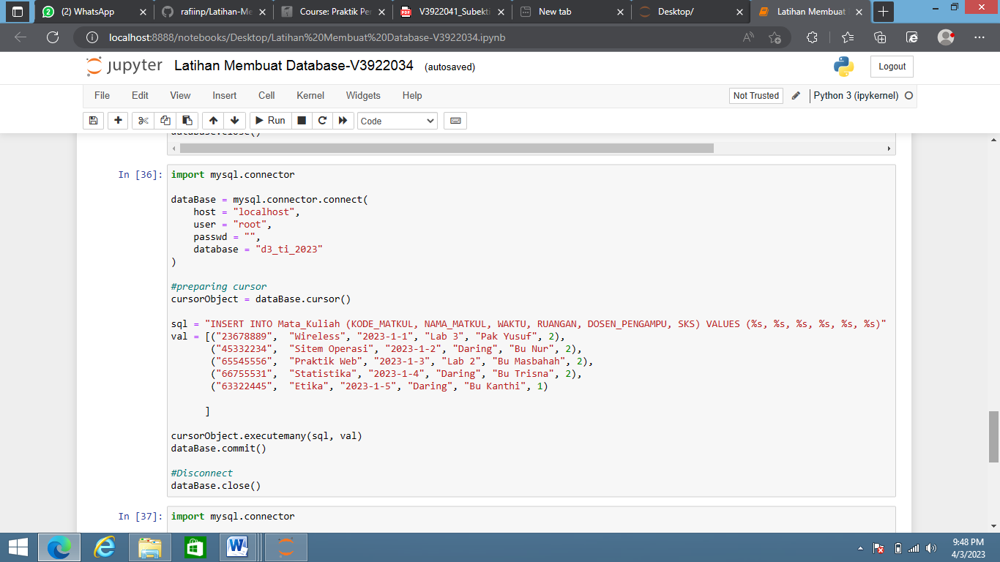 (2) WhatsApp
rafiinp/Latihan-Me
Course: Praktik Per
PDF
V3922041_Subekti
New tab
Desktop/
Latihan Membuat
localhost:8888/notebooks/Desktop/Latihan%20Membuat%20Database-V3922034.ipynb
jupyter Latihan Membuat Database-V3922034 (autosaved)
Logout
File Edit View Insert Cell Kernel Widgets Help
Not Trusted
Python 3 (ipykernel)
Run
Code
dataBase.close()
In [36]: import mysql.connector
dataBase = mysql.connector.connect(
host = "localhost",
user = "root",
passwd = "",
database = "d3_ti_2023"
)
#preparing cursor
cursorObject = dataBase.cursor()
sql = "INSERT INTO Mata_Kuliah (KODE_MATKUL, NAMA_MATKUL, WAKTU, RUANGAN, DOSEN_PENGAMPU, SKS) VALUES (%s, %s, %s, %s, %s, %s)"
val = [("23678889", "Wireless", "2023-1-1", "Lab 3", "Pak Yusuf", 2),
("45332234", "Sitem Operasi", "2023-1-2", "Daring", "Bu Nur", 2),
("65545556", "Praktik Web", "2023-1-3", "Lab 2", "Bu Masbahah", 2),
("66755531", "Statistika", "2023-1-4", "Daring", "Bu Trisna", 2),
("63322445", "Etika", "2023-1-5", "Daring", "Bu Kanthi", 1)
]
cursorObject.executemany(sql, val)
dataBase.commit()
#Disconnect
dataBase.close()
In [37]: import mysql.connector
9:48 PM
4/3/2023